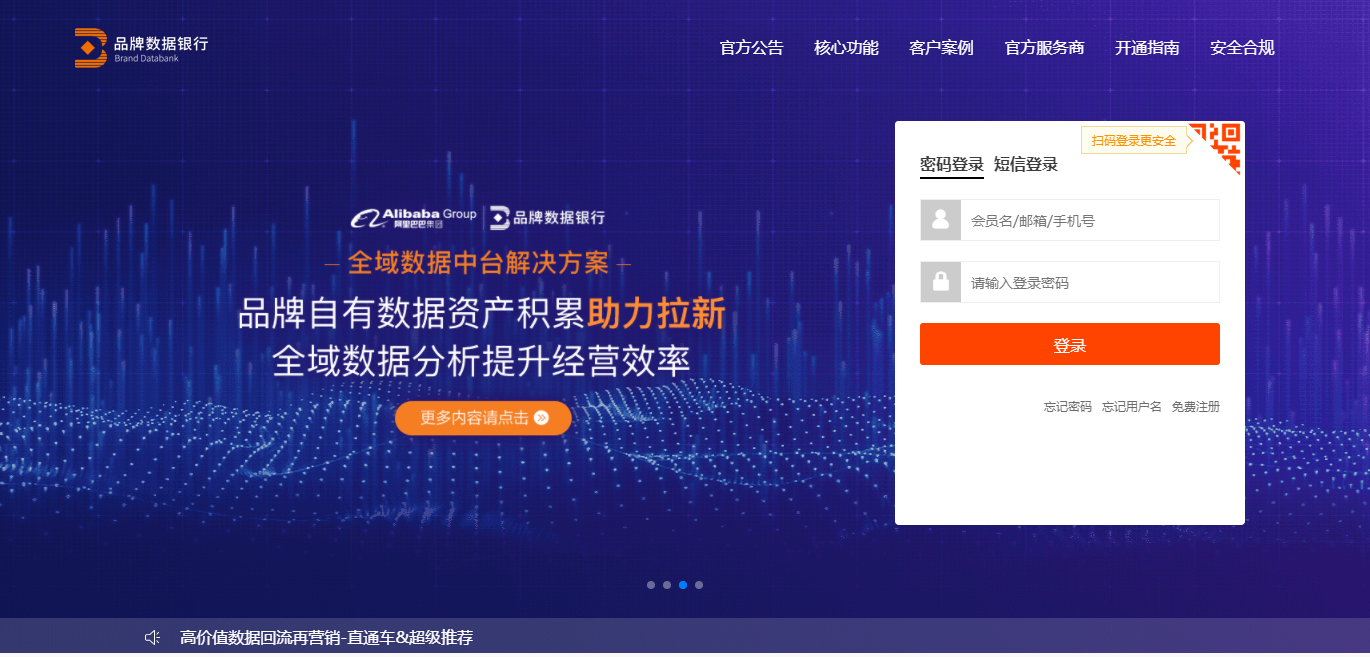 品牌数据银行
Brand Databank
官方公告 核心功能 客户案例 官方服务商 开通指南 安全合规
扫码登录更安全
密码登录 短信登录
会员名/邮箱/手机号
请输入登录密码
登录
忘记密码 忘记用户名 免费注册
Alibaba Group 阿里巴巴集团 品牌数据银行
全域数据中台解决方案
品牌自有数据资产积累助力拉新
全域数据分析提升经营效率
更多内容请点击
高价值数据回流再营销-直通车&超级推荐